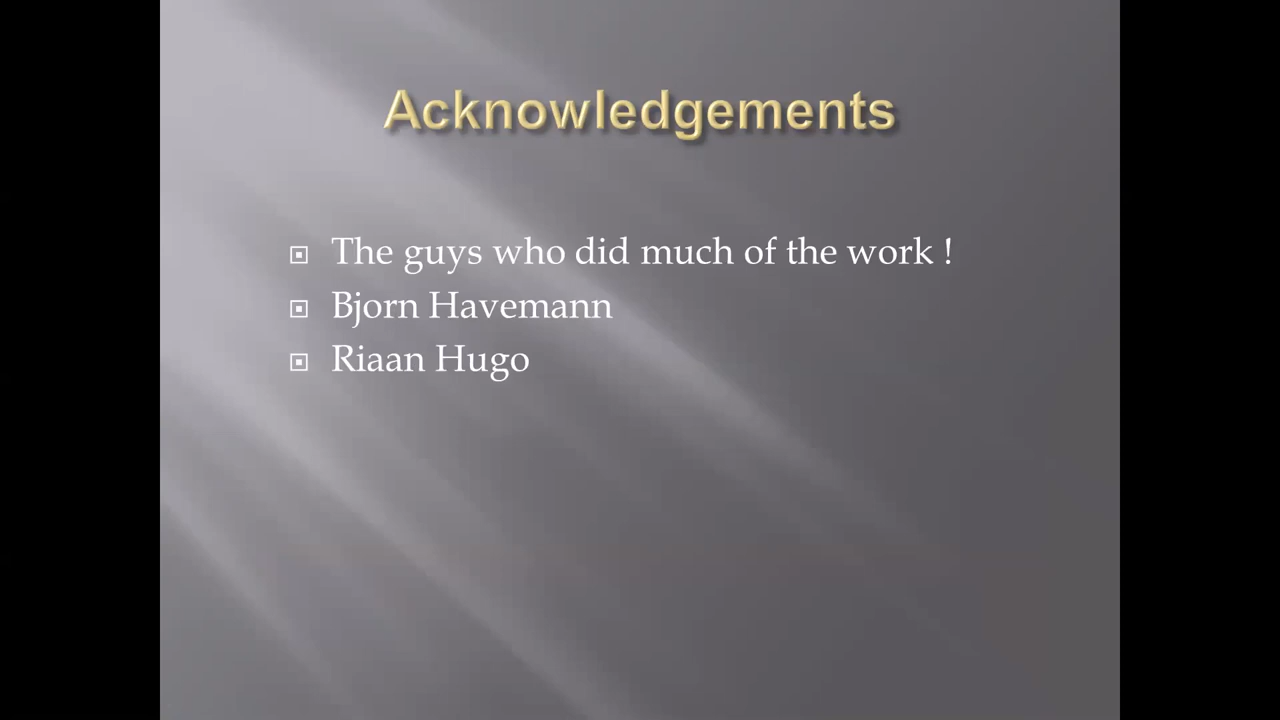 Acknowledgements
The guys who did much of the work !
Bjorn Havemann
Riaan Hugo